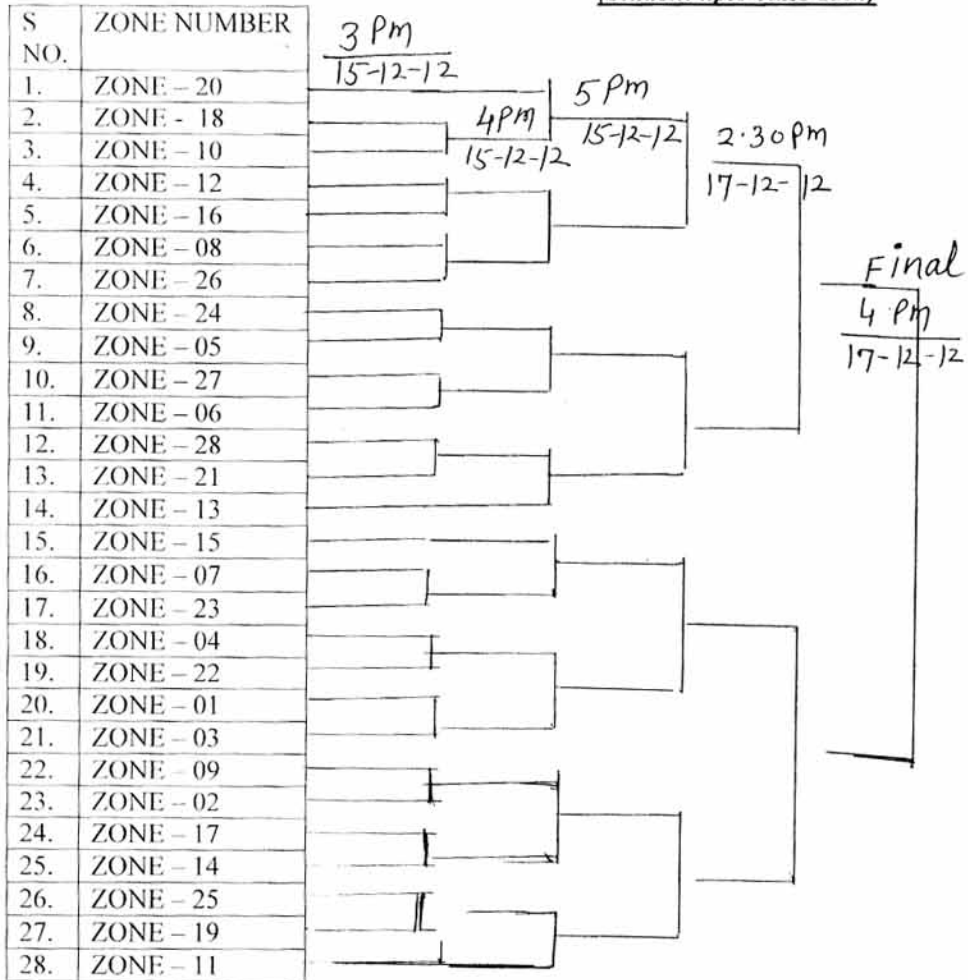 S NO. ZONE NUMBER
1. ZONE – 20
2. ZONE - 18
3. ZONE – 10
4. ZONE – 12
5. ZONE – 16
6. ZONE – 08
7. ZONE – 26
8. ZONE – 24
9. ZONE – 05
10. ZONE – 27
11. ZONE – 06
12. ZONE – 28
13. ZONE – 21
14. ZONE – 13
15. ZONE – 15
16. ZONE – 07
17. ZONE – 23
18. ZONE – 04
19. ZONE – 22
20. ZONE – 01
21. ZONE – 03
22. ZONE – 09
23. ZONE – 02
24. ZONE – 17
25. ZONE – 14
26. ZONE – 25
27. ZONE – 19
28. ZONE – 11
3 Pm
15-12-12
4PM
15-12-12
5 PM
15-12-12
2.30 pm
17-12-12
Final
4 PM
17-12-12